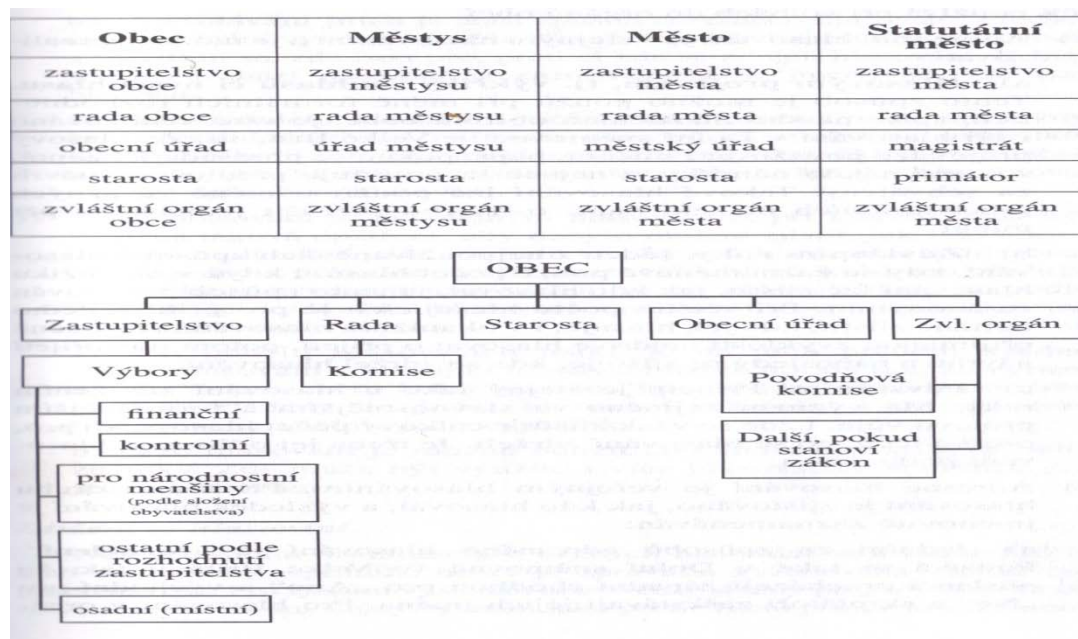 Obec Městys Město Statutární město
zastupitelstvo obce zastupitelstvo městysu zastupitelstvo města zastupitelstvo města
rada obce rada městysu rada města rada města
obecní úřad úřad městysu městský úřad magistrát
starosta starosta starosta primátor
zvláštní orgán obce zvláštní orgán městysu zvláštní orgán města zvláštní orgán města
OBEC
Zastupitelstvo Rada Starosta Obecní úřad Zvl. orgán
Výbory Komise
Povodňová
komise
finanční
kontrolní
Další, pokud
stanoví
zákon
pro národnostní
menšiny
(podle složení
obyvatelstva)
ostatní podle
rozhodnutí
zastupitelstva
osadní (místní)